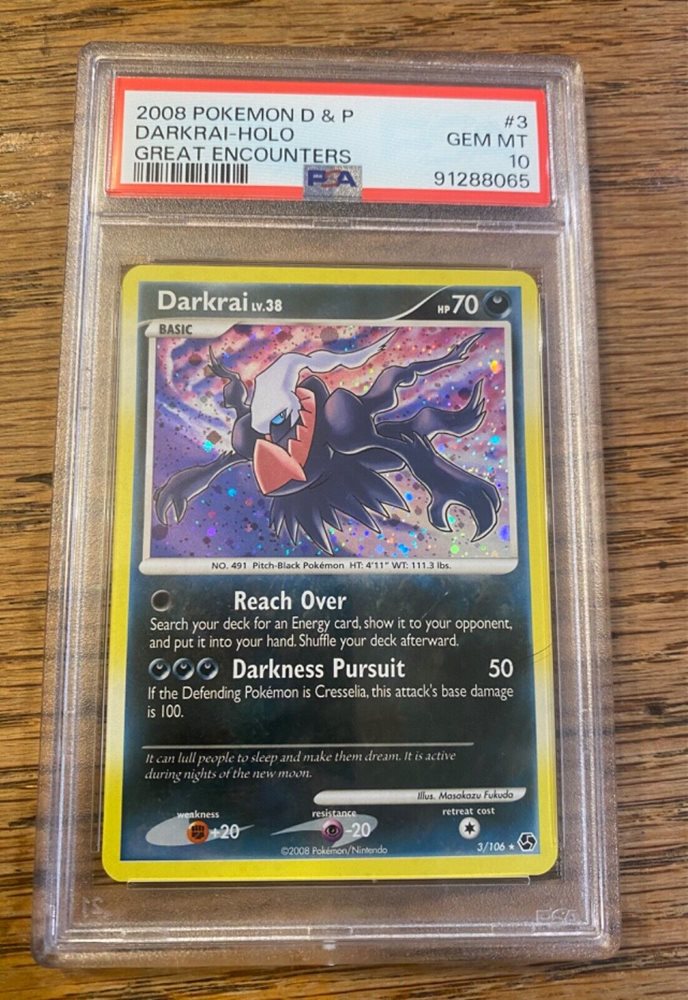 2008 POKEMON D & P #3
DARKRAI-HOLO GEM MT
GREAT ENCOUNTERS 10
PSA 91288065
Darkrai LV.38 HP 70
BASIC
NO. 491 Pitch-Black Pokémon HT: 4'11" WT: 111.3 lbs.
Reach Over
Search your deck for an Energy card, show it to your opponent,
and put it into your hand. Shuffle your deck afterward.
Darkness Pursuit 50
If the Defending Pokémon is Cresselia, this attack's base damage
is 100.
It can lull people to sleep and make them dream. It is active
during nights of the new moon.
Illus. Masakazu Fukuda
weakness resistance retreat cost
+20 -20
©2008 Pokémon/Nintendo 3/106
PSA